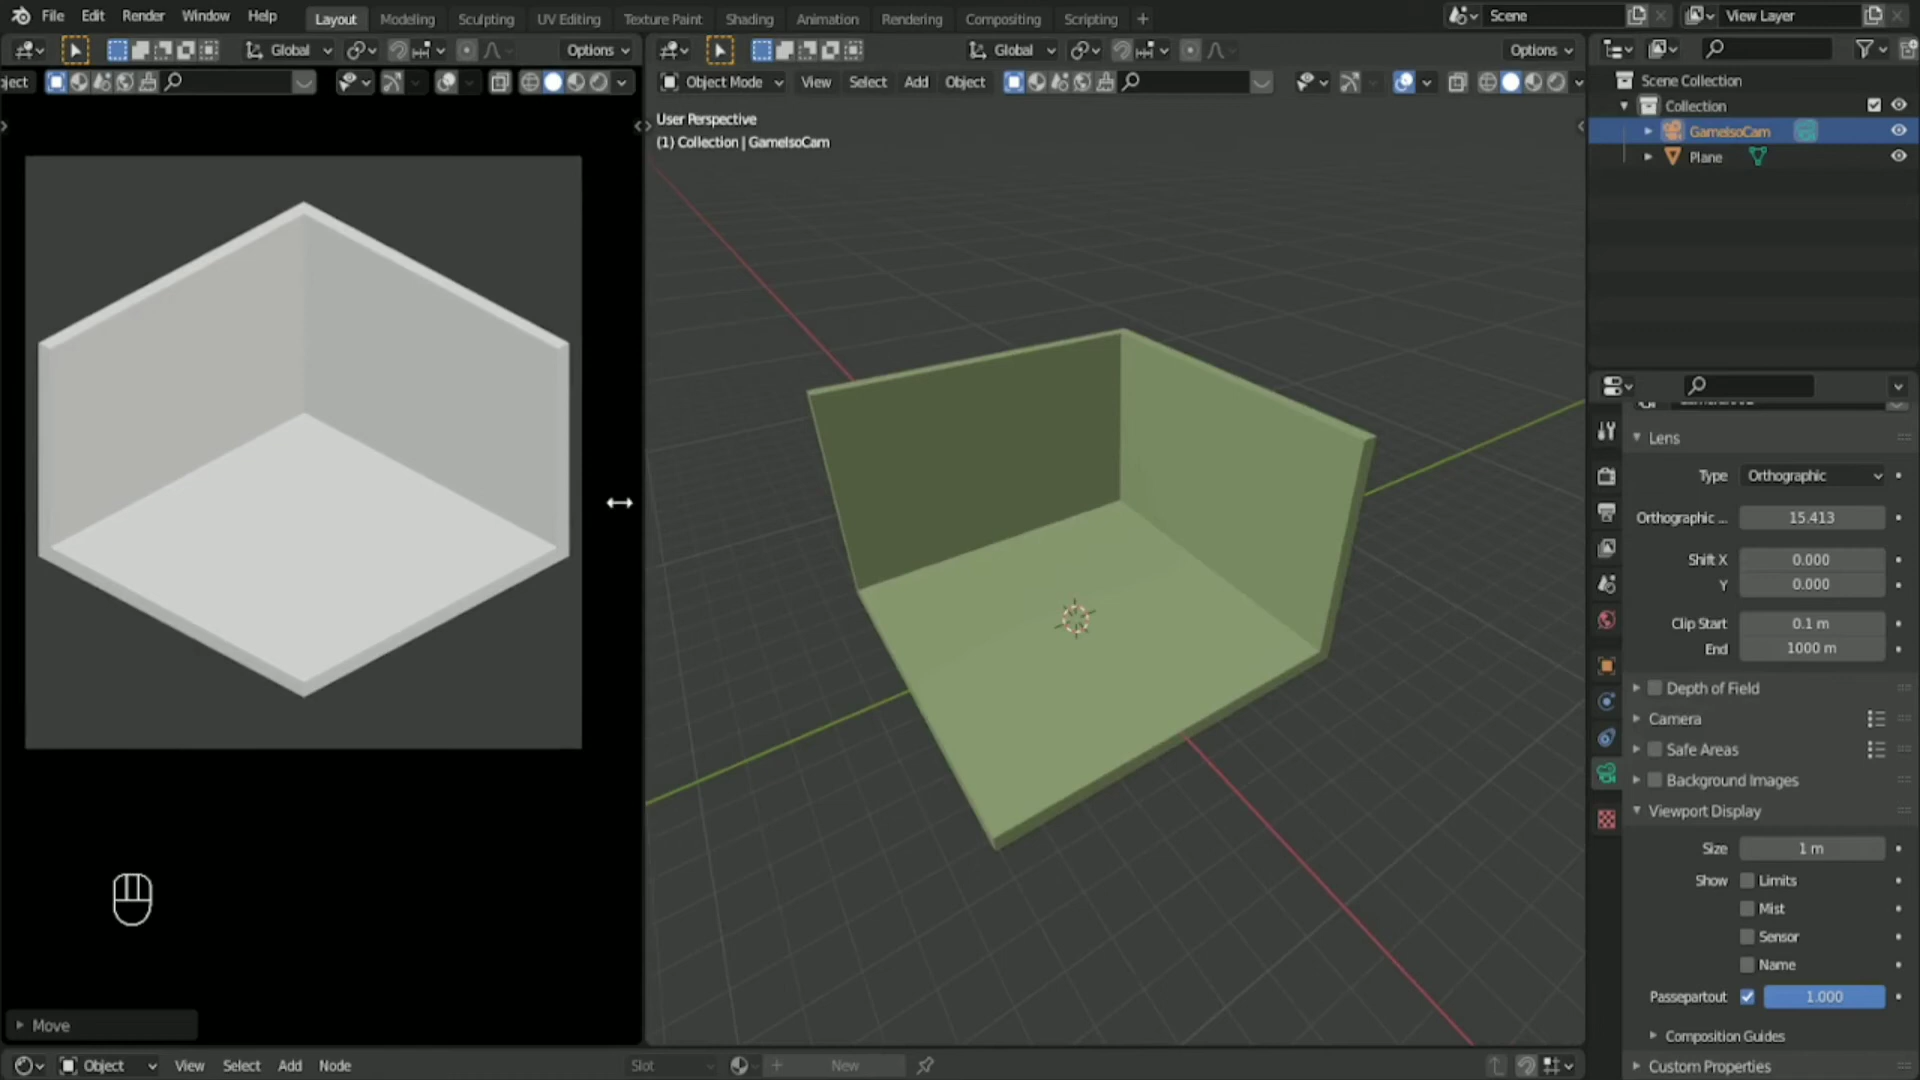 File Edit Render Window Help Layout Modeling Sculpting UV Editing Texture Paint Shading Animation Rendering Compositing Scripting + Scene View Layer
Global Options Global Options
ject Object Mode View Select Add Object
User Perspective
(1) Collection | GameIsoCam
Scene Collection
Collection
GameIsoCam
Plane
Lens
Type Orthographic
Orthographic ... 15.413
Shift X 0.000
Y 0.000
Clip Start 0.1 m
End 1000 m
Depth of Field
Camera
Safe Areas
Background Images
Viewport Display
Size 1 m
Show Limits
Mist
Sensor
Name
Passepartout 1.000
Composition Guides
Custom Properties
Move
Object View Select Add Node Slot + New